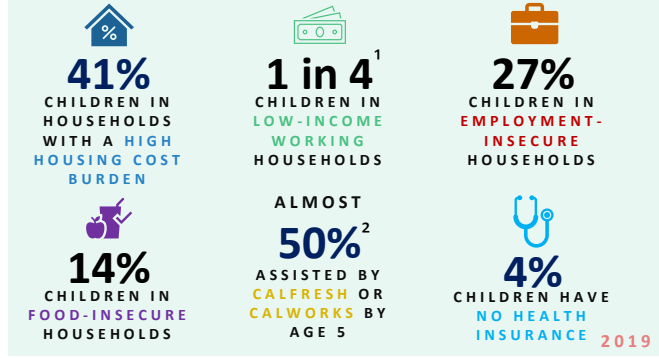 %
41%
CHILDREN IN
HOUSEHOLDS
WITH A HIGH
HOUSING COST
BURDEN
1 in 4¹
CHILDREN IN
LOW-INCOME
WORKING
HOUSEHOLDS
27%
CHILDREN IN
EMPLOYMENT-
INSECURE
HOUSEHOLDS
14%
CHILDREN IN
FOOD-INSECURE
HOUSEHOLDS
ALMOST
50%²
ASSISTED BY
CALFRESH OR
CALWORKS BY
AGE 5
4%
CHILDREN HAVE
NO HEALTH
INSURANCE
2019